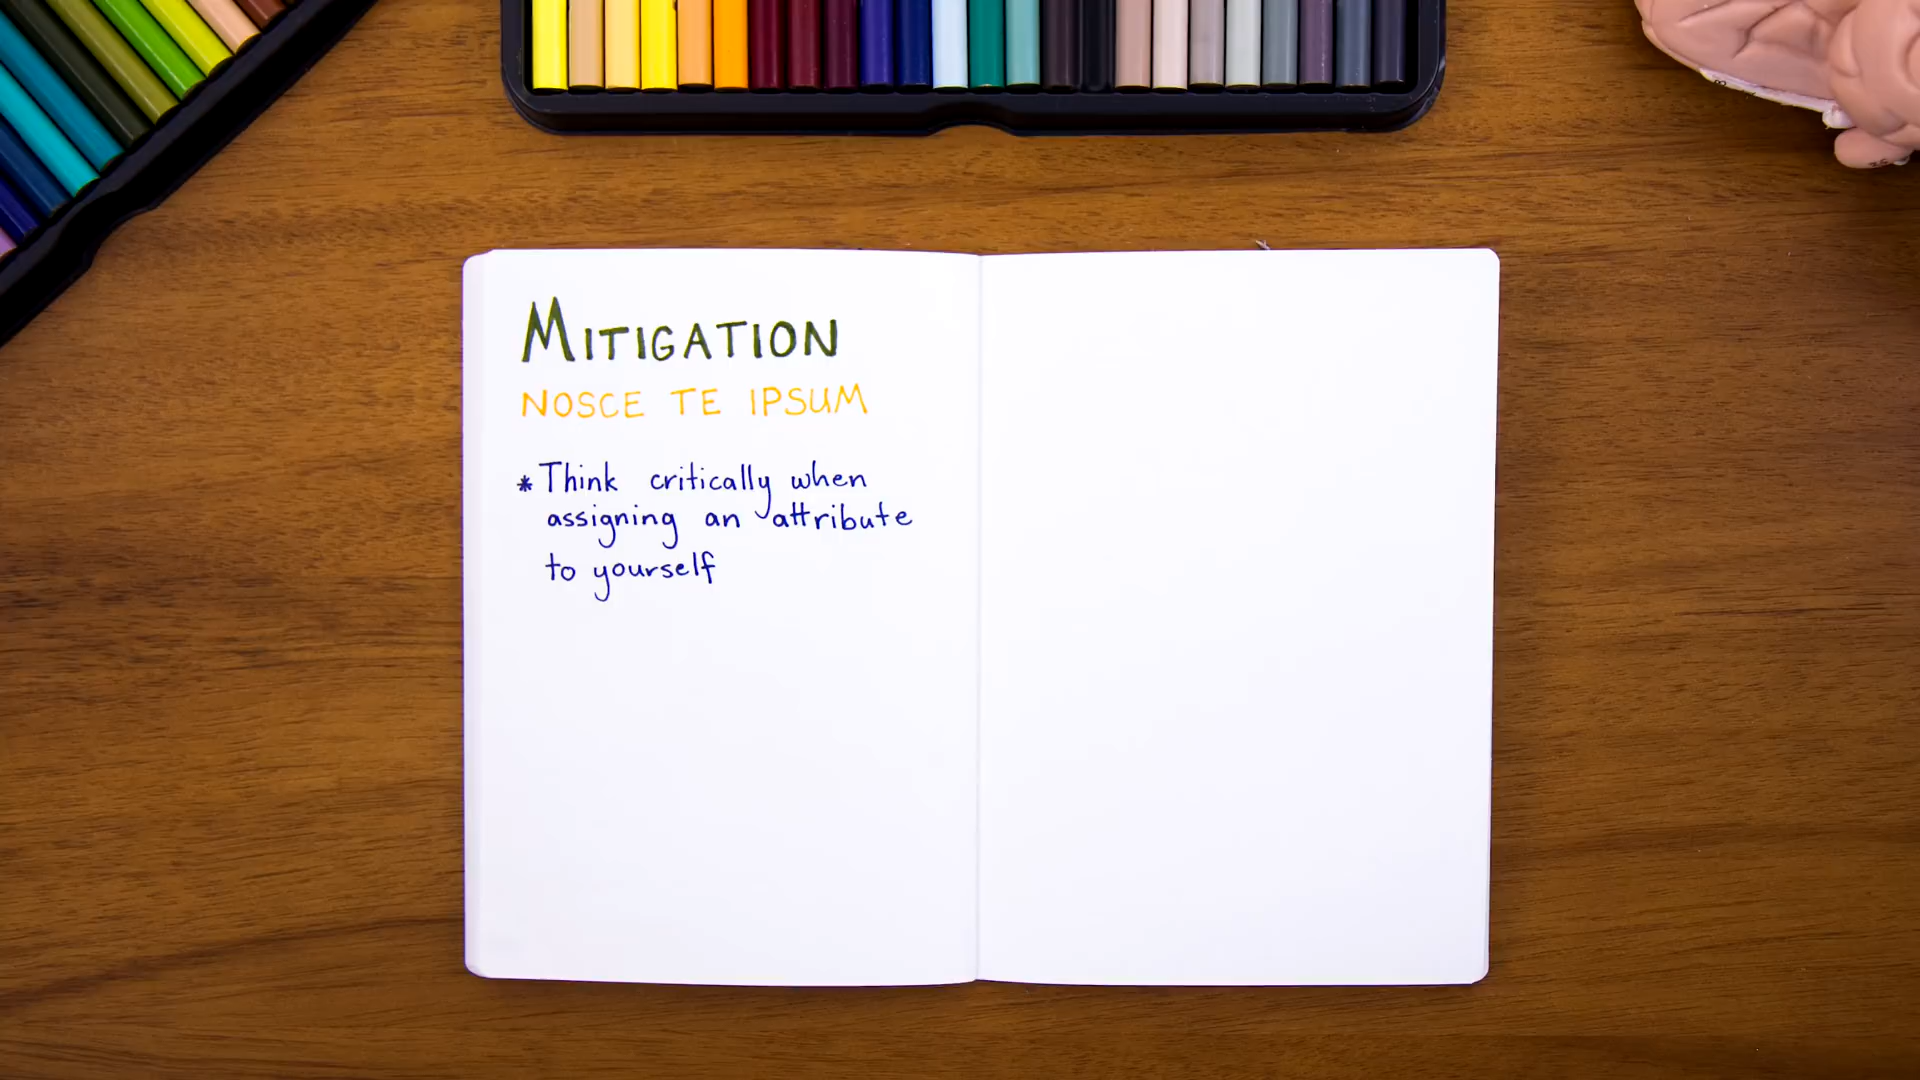 MITIGATION
NOSCE TE IPSUM
* Think critically when
assigning an attribute
to yourself